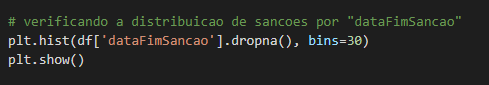 # verificando a distribuicao de sancoes por "dataFimSancao"
plt.hist(df['dataFimSancao'].dropna(), bins=30)
plt.show()